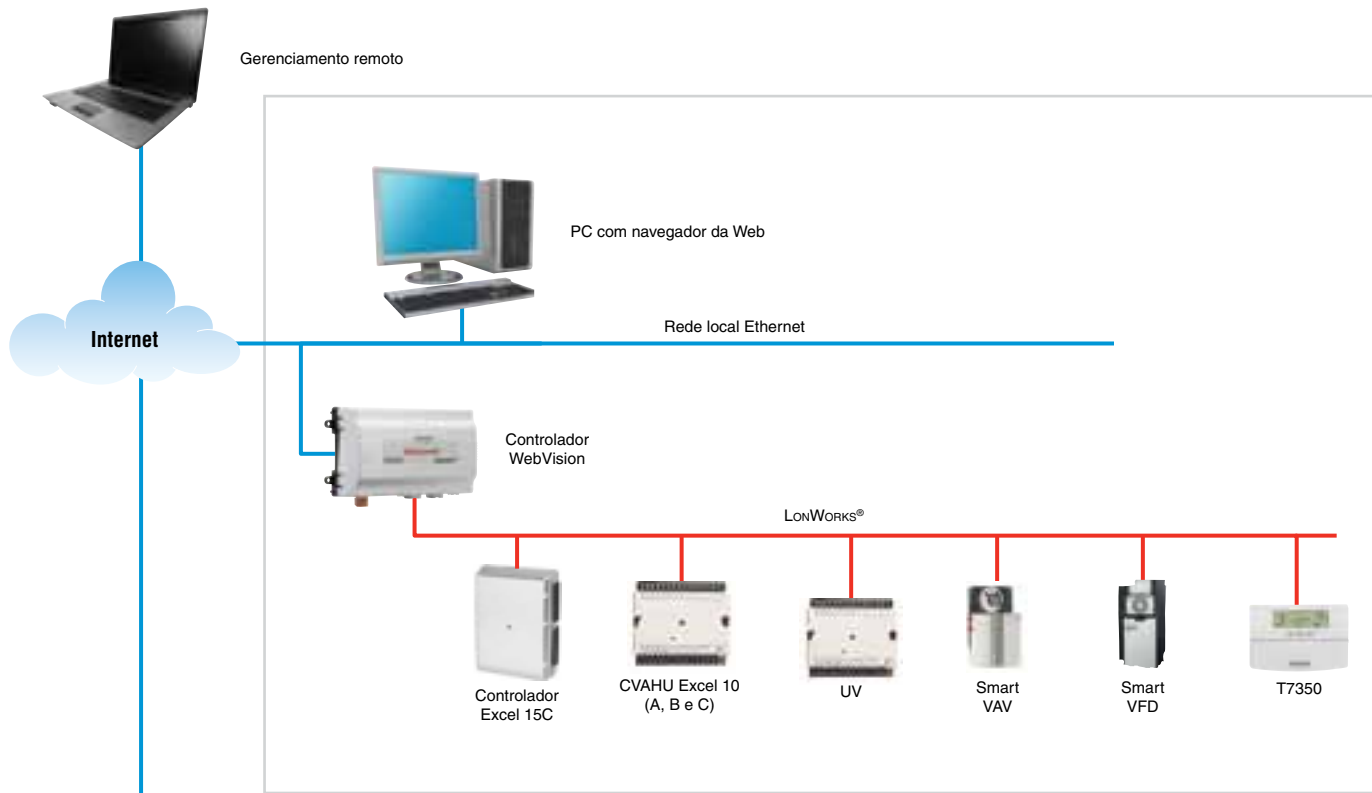 Gerenciamento remoto
PC com navegador da Web
Rede local Ethernet
Internet
Controlador
WebVision
LONWORKS®
Controlador
Excel 15C
CVAHU Excel 10
(A, B e C)
UV
Smart
VAV
Smart
VFD
T7350